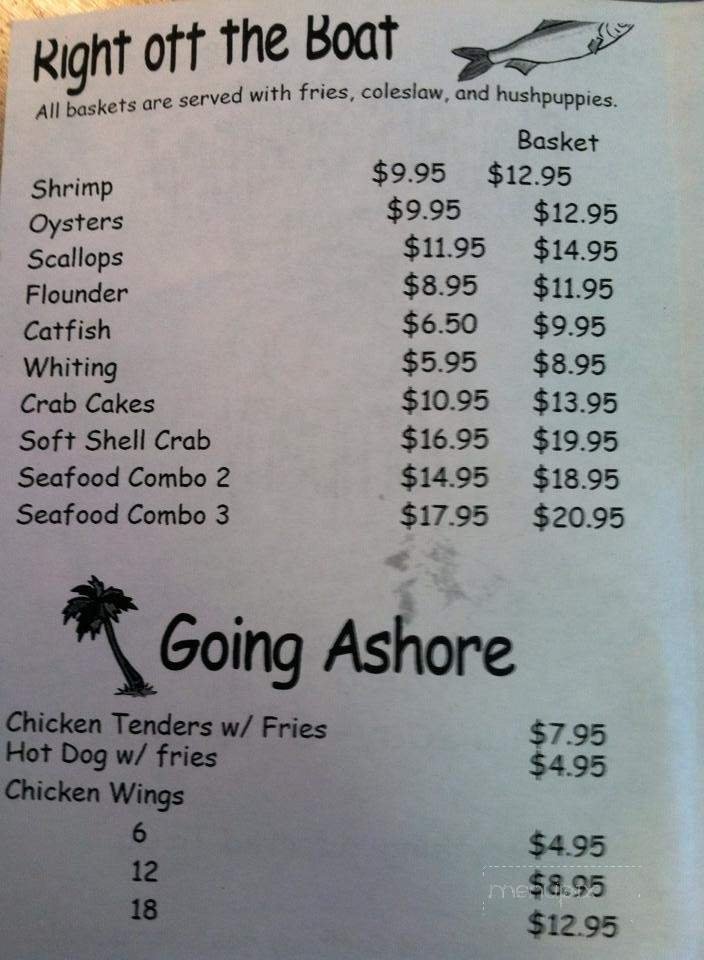 Right off the Boat
All baskets are served with fries, coleslaw, and hushpuppies.
Basket
Shrimp $9.95 $12.95
Oysters $9.95 $12.95
Scallops $11.95 $14.95
Flounder $8.95 $11.95
Catfish $6.50 $9.95
Whiting $5.95 $8.95
Crab Cakes $10.95 $13.95
Soft Shell Crab $16.95 $19.95
Seafood Combo 2 $14.95 $18.95
Seafood Combo 3 $17.95 $20.95
Going Ashore
Chicken Tenders w/ Fries $7.95
Hot Dog w/ fries $4.95
Chicken Wings
6 $4.95
12 $8.95
menupix
18 $12.95